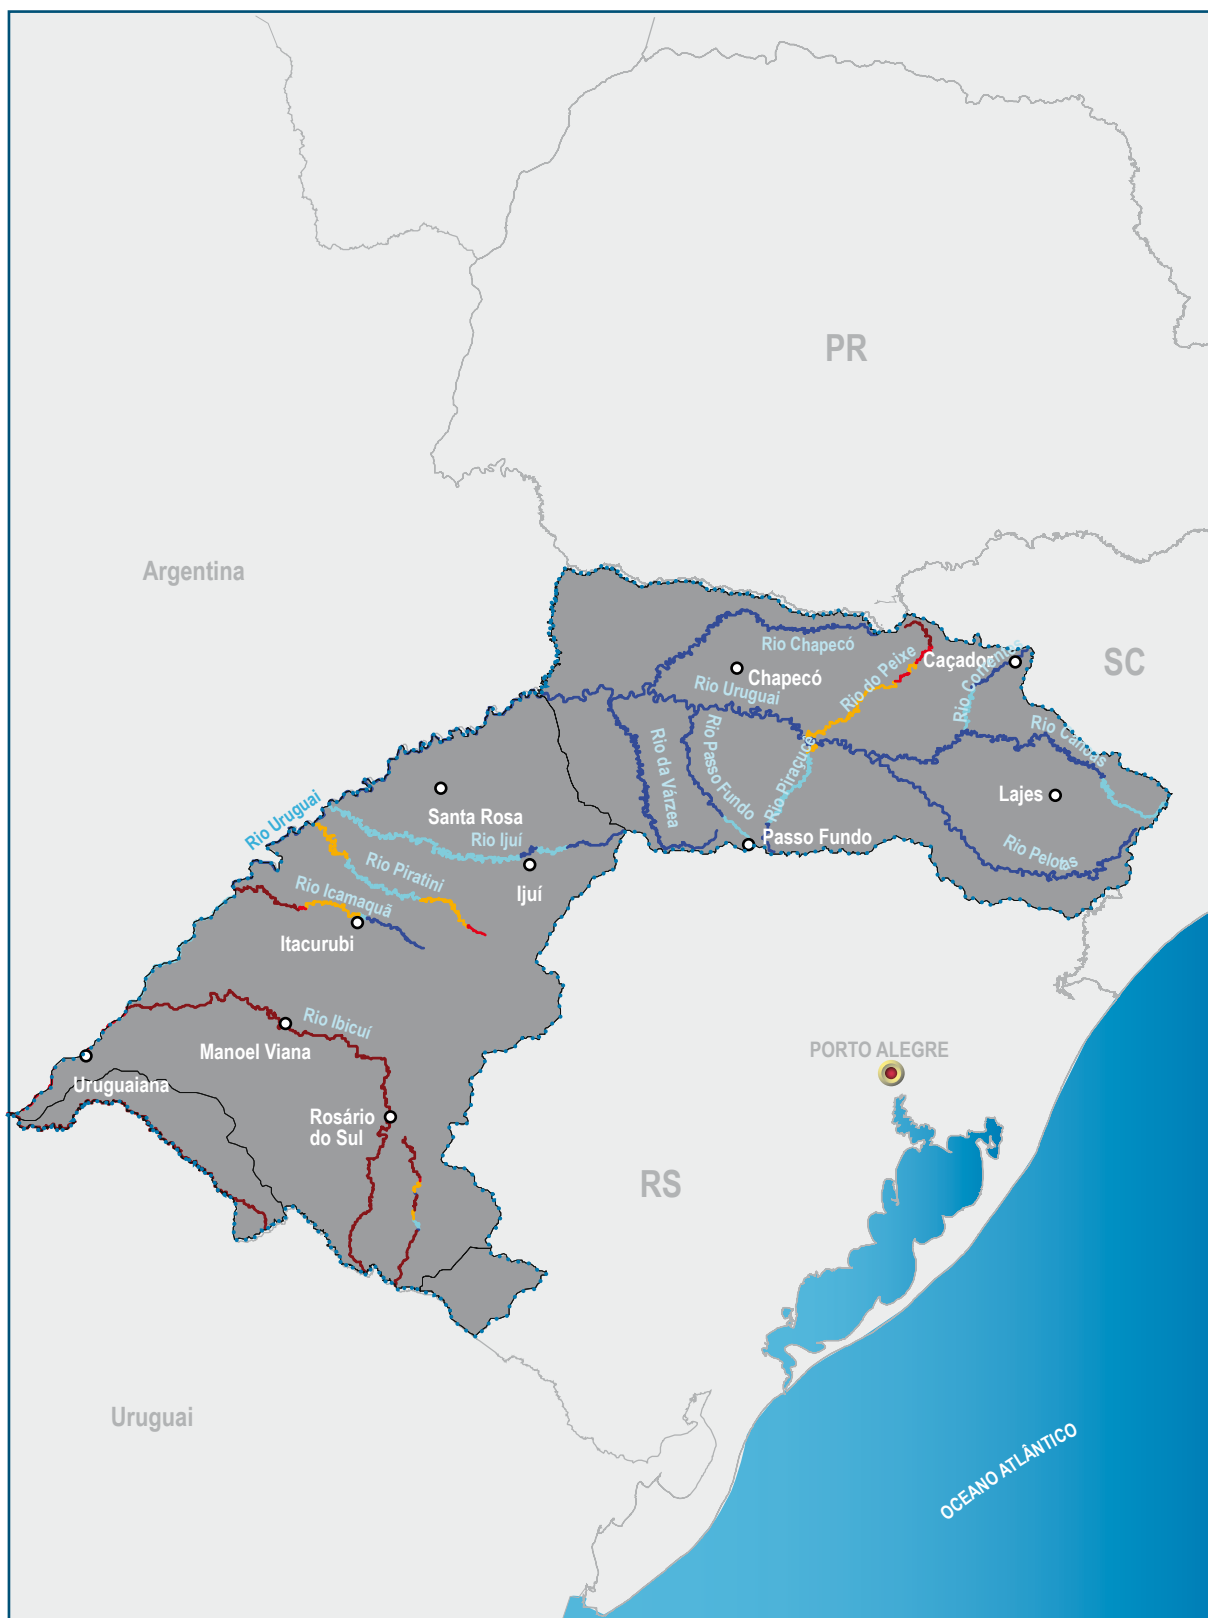 PR
Argentina
SC
Rio Chapecó
Caçador
Rio do Peixe
Chapecó
Rio Uruguai
Rio Canoas
Rio Passo Fundo
Rio da Várzea
Rio Piraçucê
Lajes
Santa Rosa
Rio Uruguai
Rio Ijuí
Passo Fundo
Rio Pelotas
Rio Piratini
Ijuí
Rio Icamaquã
Itacurubi
Rio Ibicuí
Manoel Viana
PORTO ALEGRE
Uruguaiana
Rosário
do Sul
RS
Uruguai
OCEANO ATLÂNTICO